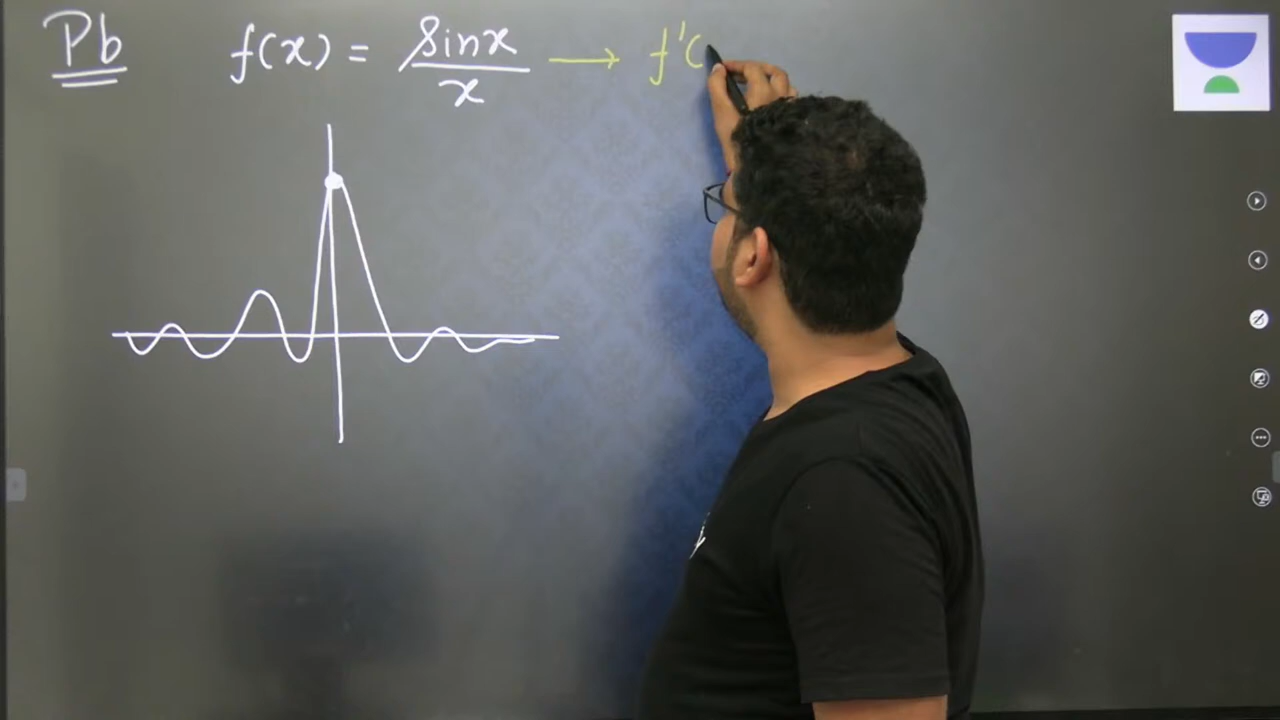 Pb f(x) = sinx/x → f'(